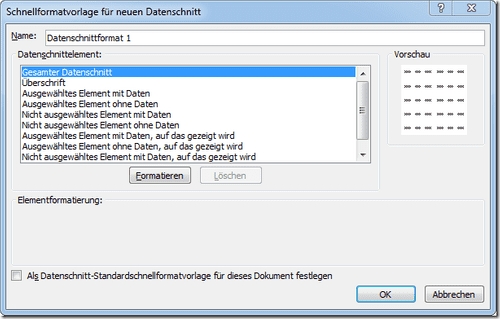 Schnellformatvorlage für neuen Datenschnitt
Name: Datenschnittformat 1
Datenschnittelement:
Vorschau
Gesamter Datenschnitt
Überschrift
Ausgewähltes Element mit Daten
Ausgewähltes Element ohne Daten
Nicht ausgewähltes Element mit Daten
Nicht ausgewähltes Element ohne Daten
Ausgewähltes Element mit Daten, auf das gezeigt wird
Ausgewähltes Element ohne Daten, auf das gezeigt wird
Nicht ausgewähltes Element mit Daten, auf das gezeigt wird
Formatieren Löschen
Elementformatierung:
Als Datenschnitt-Standardschnellformatvorlage für dieses Dokument festlegen
OK Abbrechen